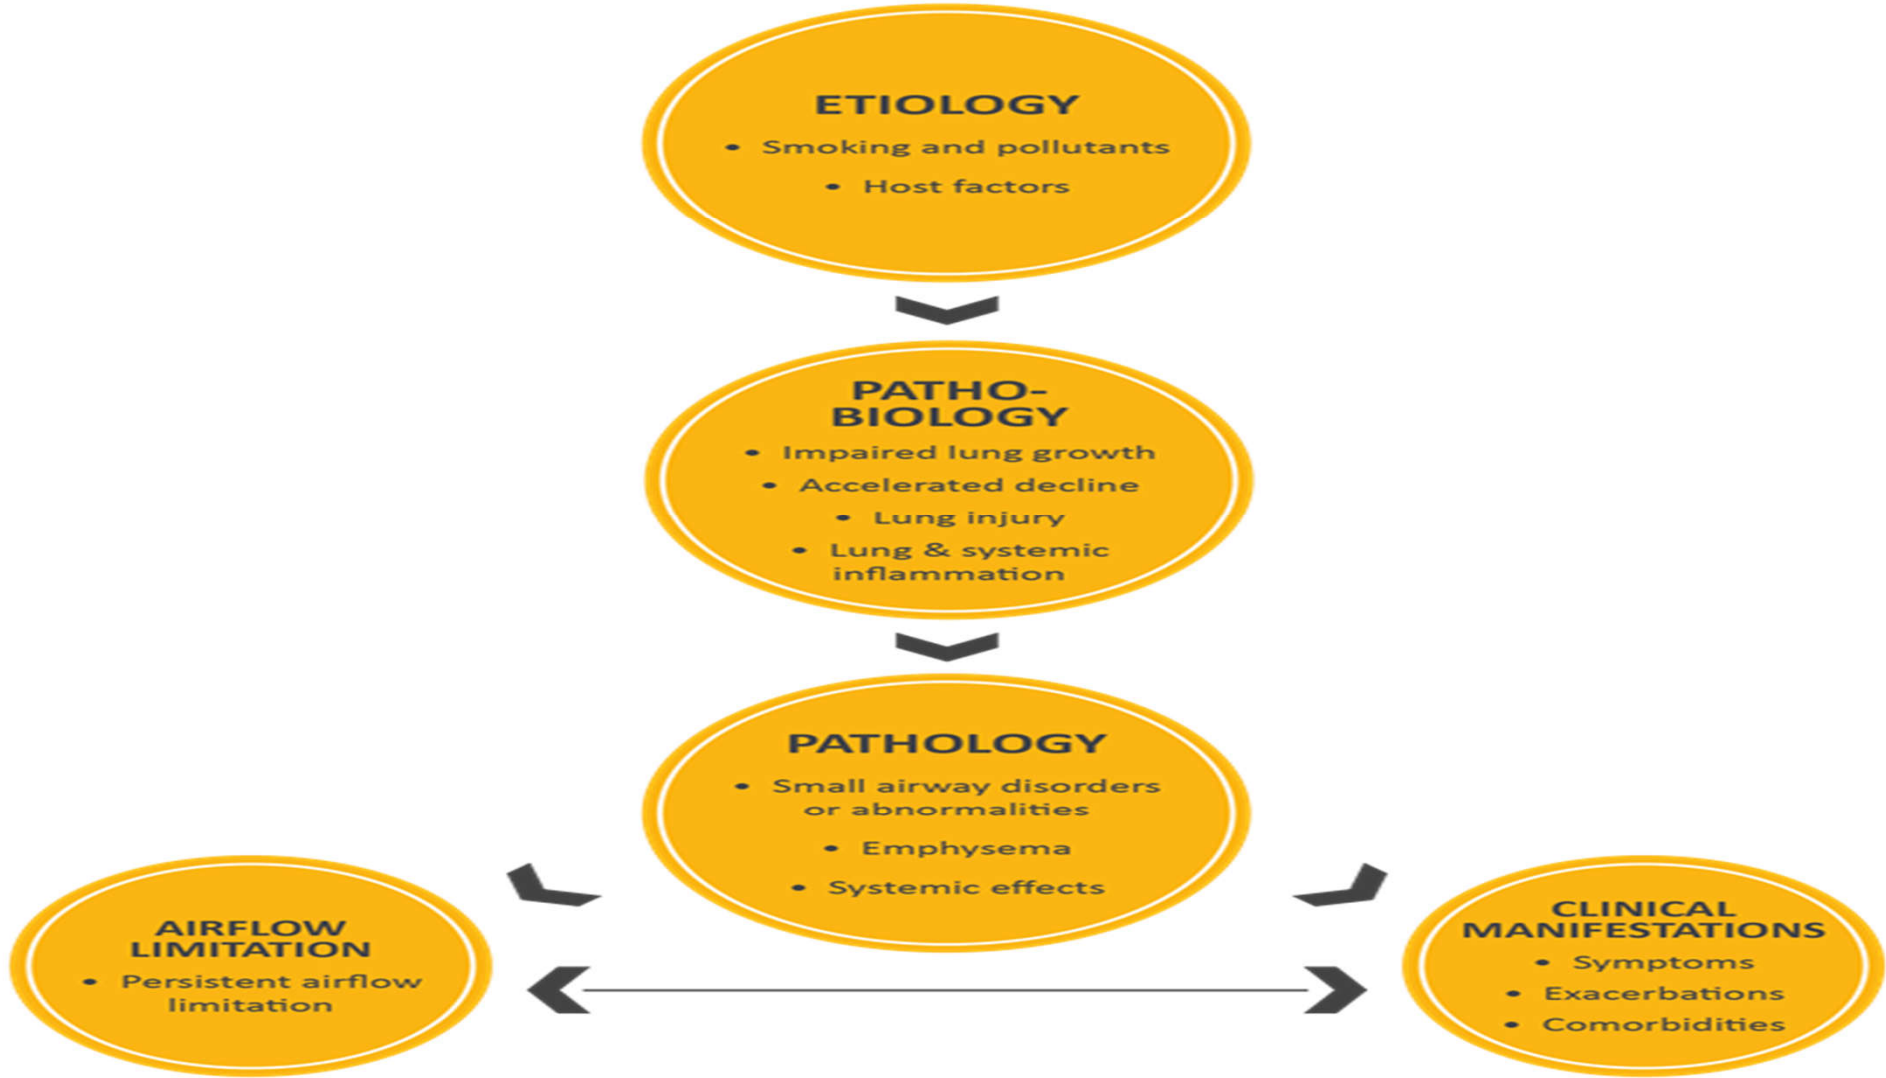 ETIOLOGY
• Smoking and pollutants
• Host factors
PATHO-
BIOLOGY
• Impaired lung growth
• Accelerated decline
• Lung injury
• Lung & systemic
inflammation
PATHOLOGY
• Small airway disorders
or abnormalities
• Emphysema
• Systemic effects
AIRFLOW
LIMITATION
• Persistent airflow
limitation
CLINICAL
MANIFESTATIONS
• Symptoms
• Exacerbations
• Comorbidities